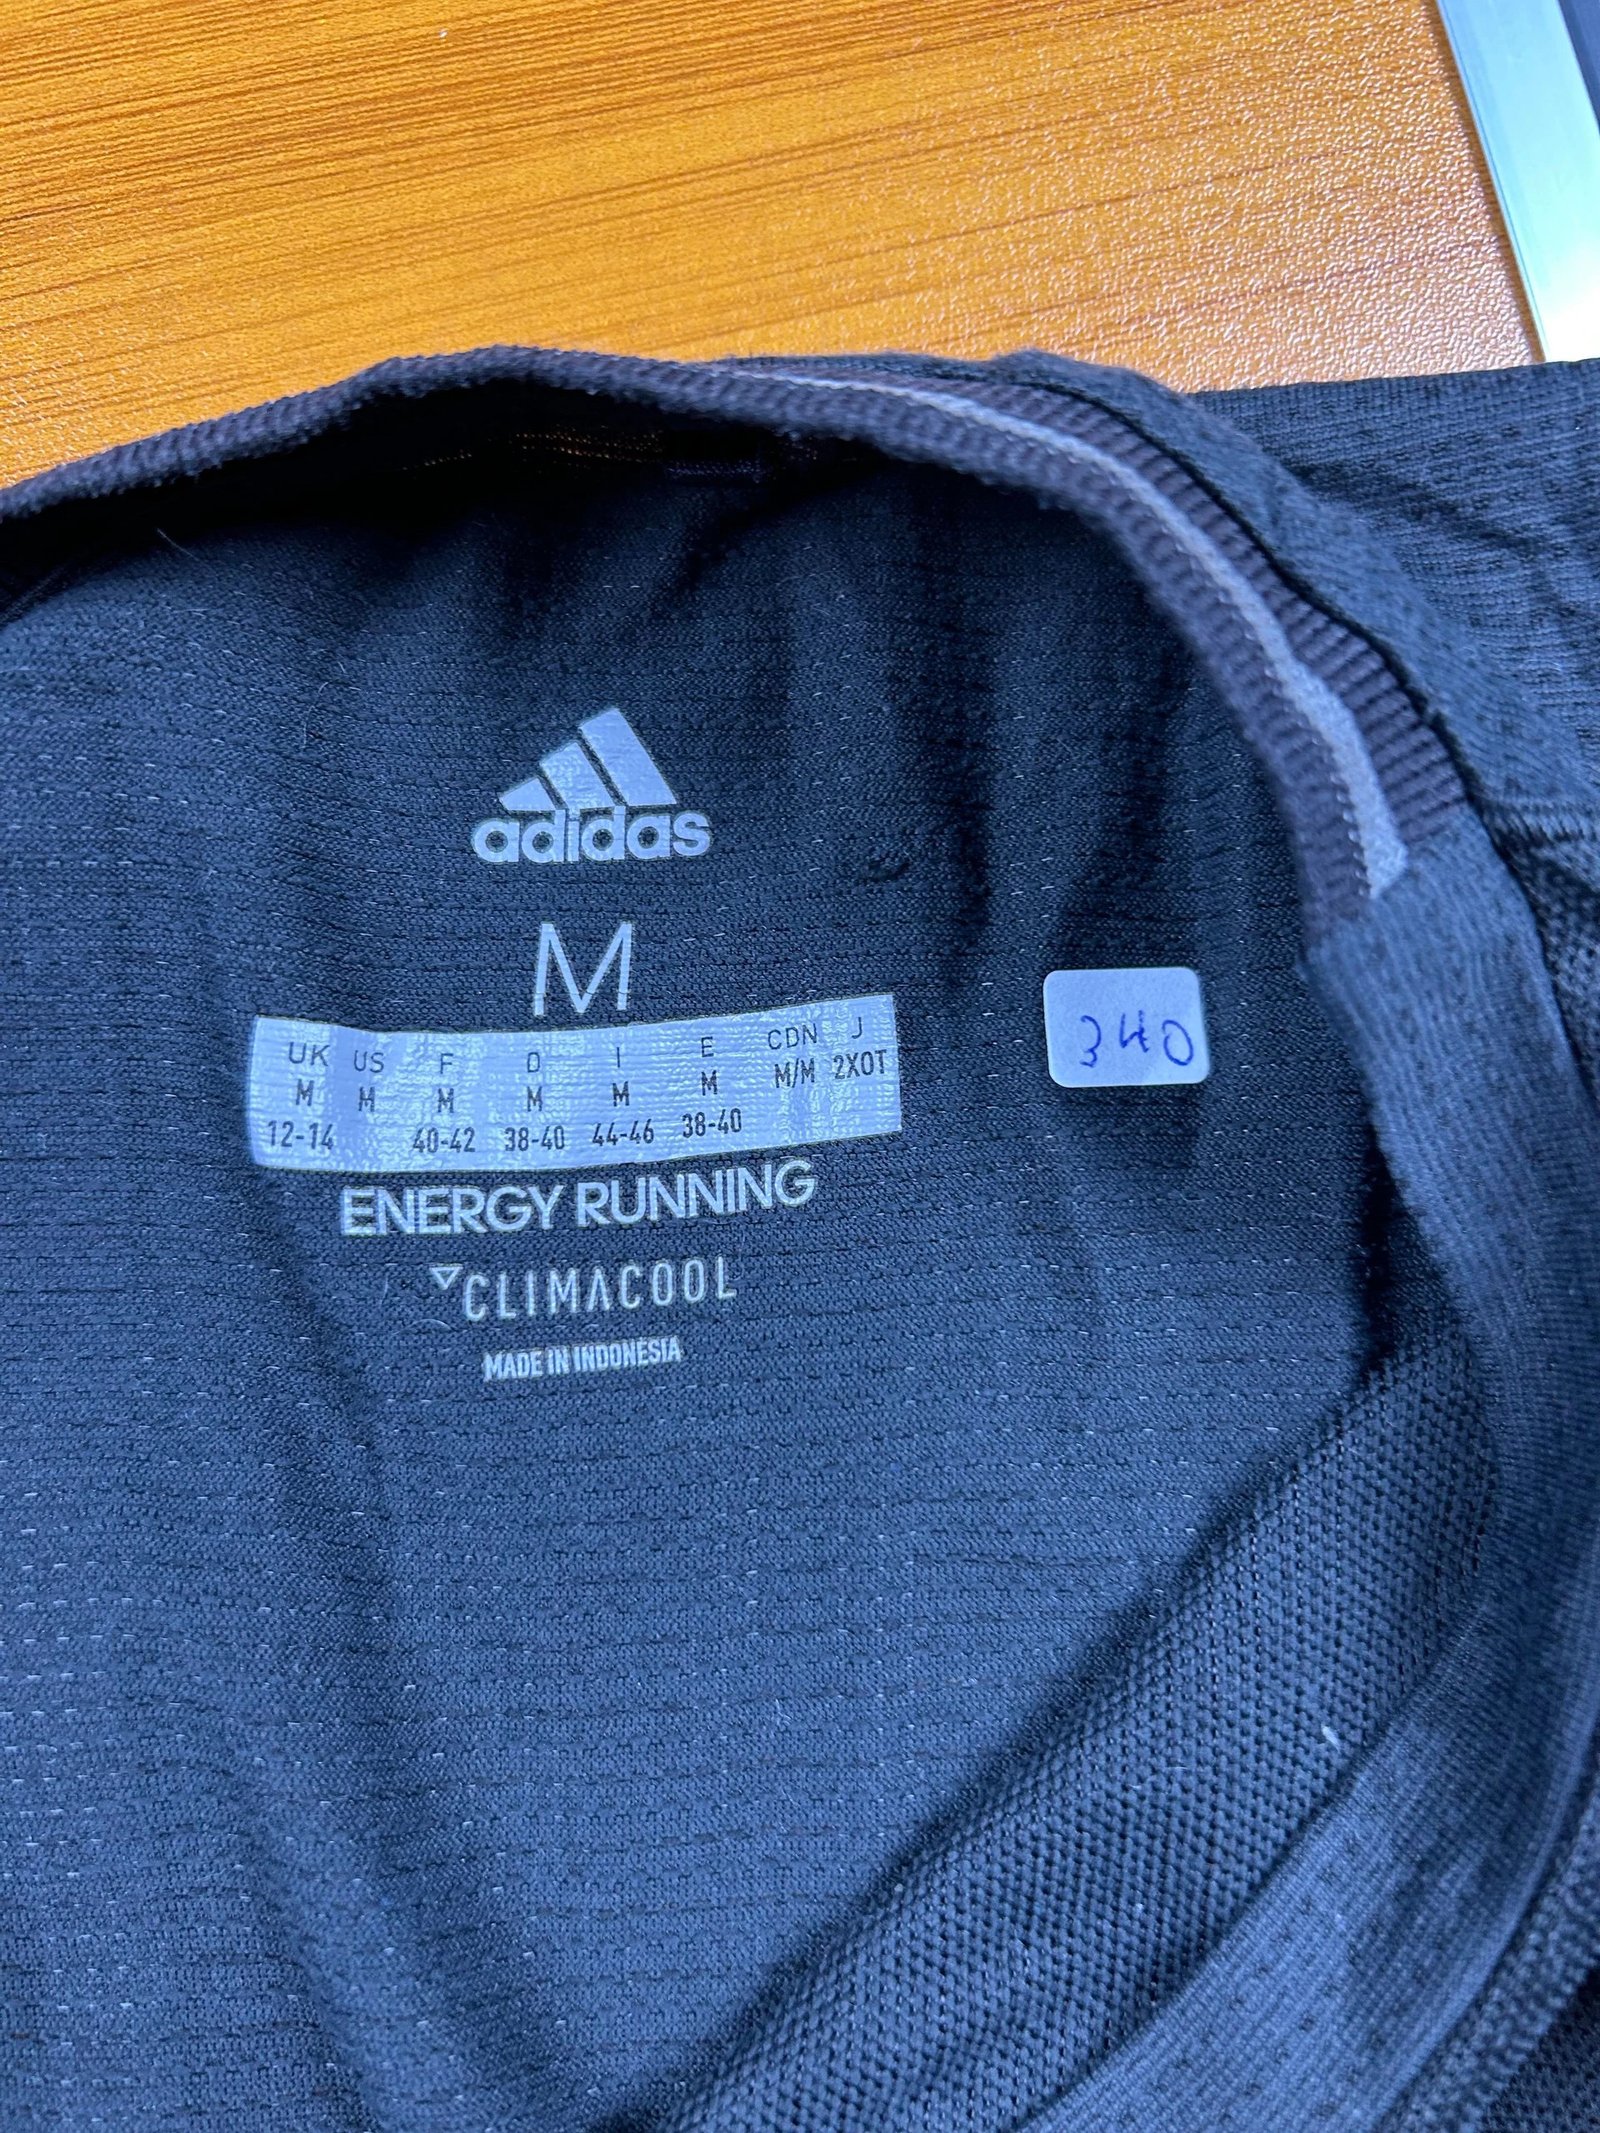 adidas
M
UK US F D I E CDN J
M M M M M M M/M 2XOT
12-14 40-42 38-40 44-46 38-40
340
ENERGY RUNNING
CLIMACOOL
MADE IN INDONESIA